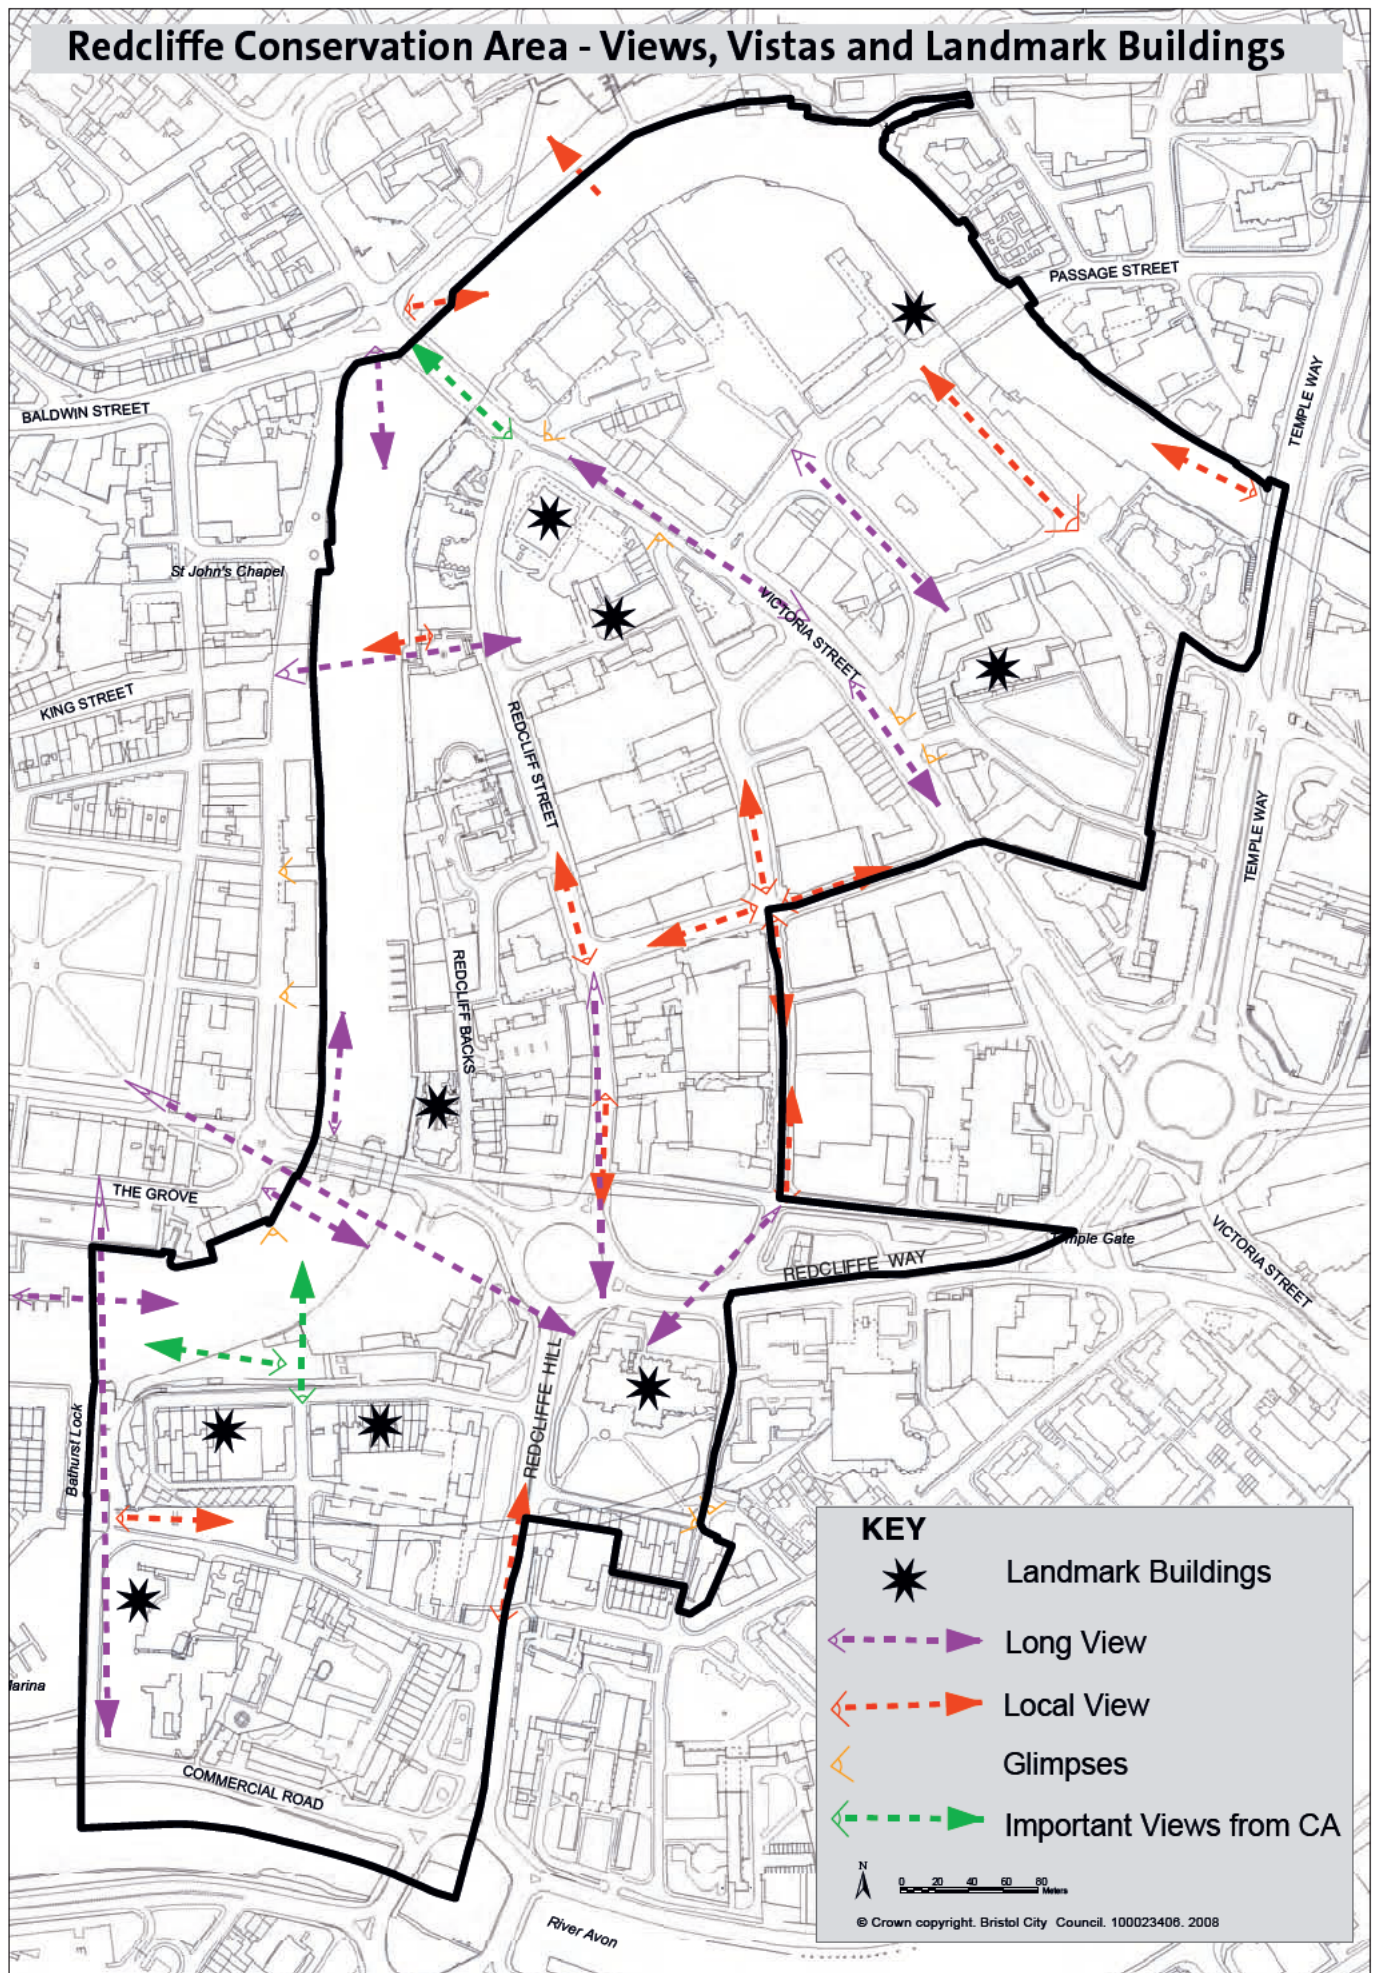 Redcliffe Conservation Area - Views, Vistas and Landmark Buildings
PASSAGE STREET
TEMPLE WAY
BALDWIN STREET
St John's Chapel
VICTORIA STREET
KING STREET
REDCLIFF STREET
TEMPLE WAY
REDCLIFF BACKS
THE GROVE
VICTORIA STREET
mple Gate
REDCLIFFE WAY
REDCLIFFE HILL
Bathurst Lock
arina
COMMERCIAL ROAD
River Avon
KEY
Landmark Buildings
Long View
Local View
Glimpses
Important Views from CA
N
0 20 40 60 80
Meters
© Crown copyright. Bristol City Council. 100023406. 2008